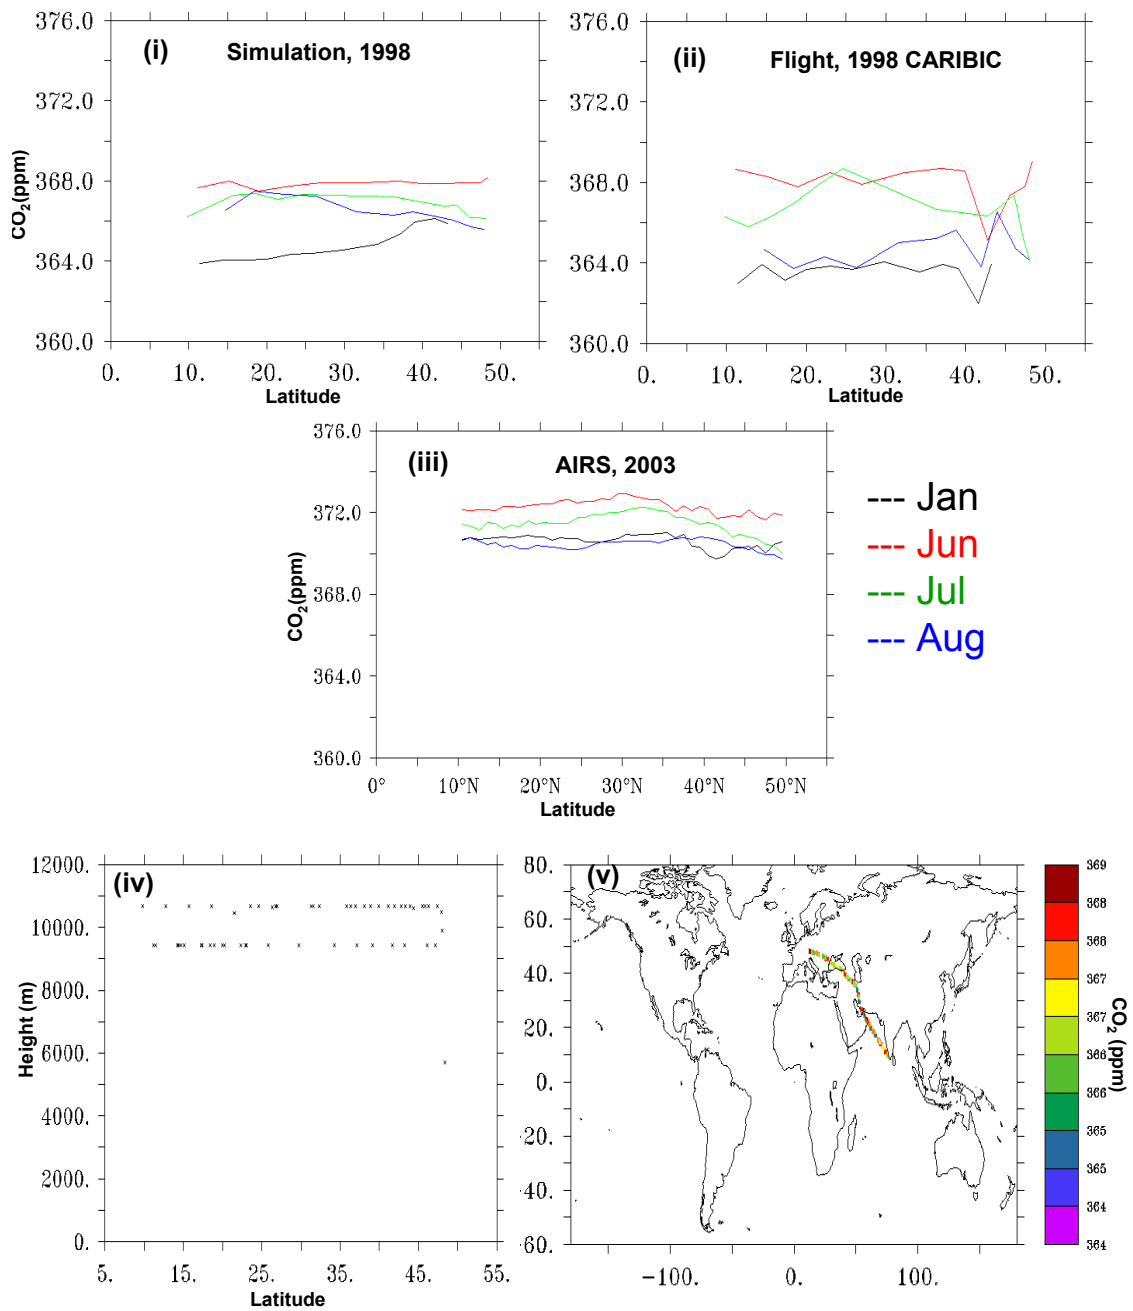 (i)
Simulation, 1998
376.0
372.0
368.0
364.0
360.0
CO2(ppm)
0. 10. 20. 30. 40. 50.
Latitude
(ii)
Flight, 1998 CARIBIC
376.0
372.0
368.0
364.0
360.0
0. 10. 20. 30. 40. 50.
Latitude
(iii)
AIRS, 2003
376.0
372.0
368.0
364.0
360.0
CO2(ppm)
0° 10°N 20°N 30°N 40°N 50°N
Latitude
--- Jan
--- Jun
--- Jul
--- Aug
(iv)
12000.
10000.
8000.
6000.
4000.
2000.
0.
Height (m)
5. 15. 25. 35. 45. 55.
Latitude
(v)
80.
60.
40.
20.
0.
-20.
-40.
-60.
-100. 0. 100.
369
368
368
367
367
366
366
365
365
364
364
CO2 (ppm)